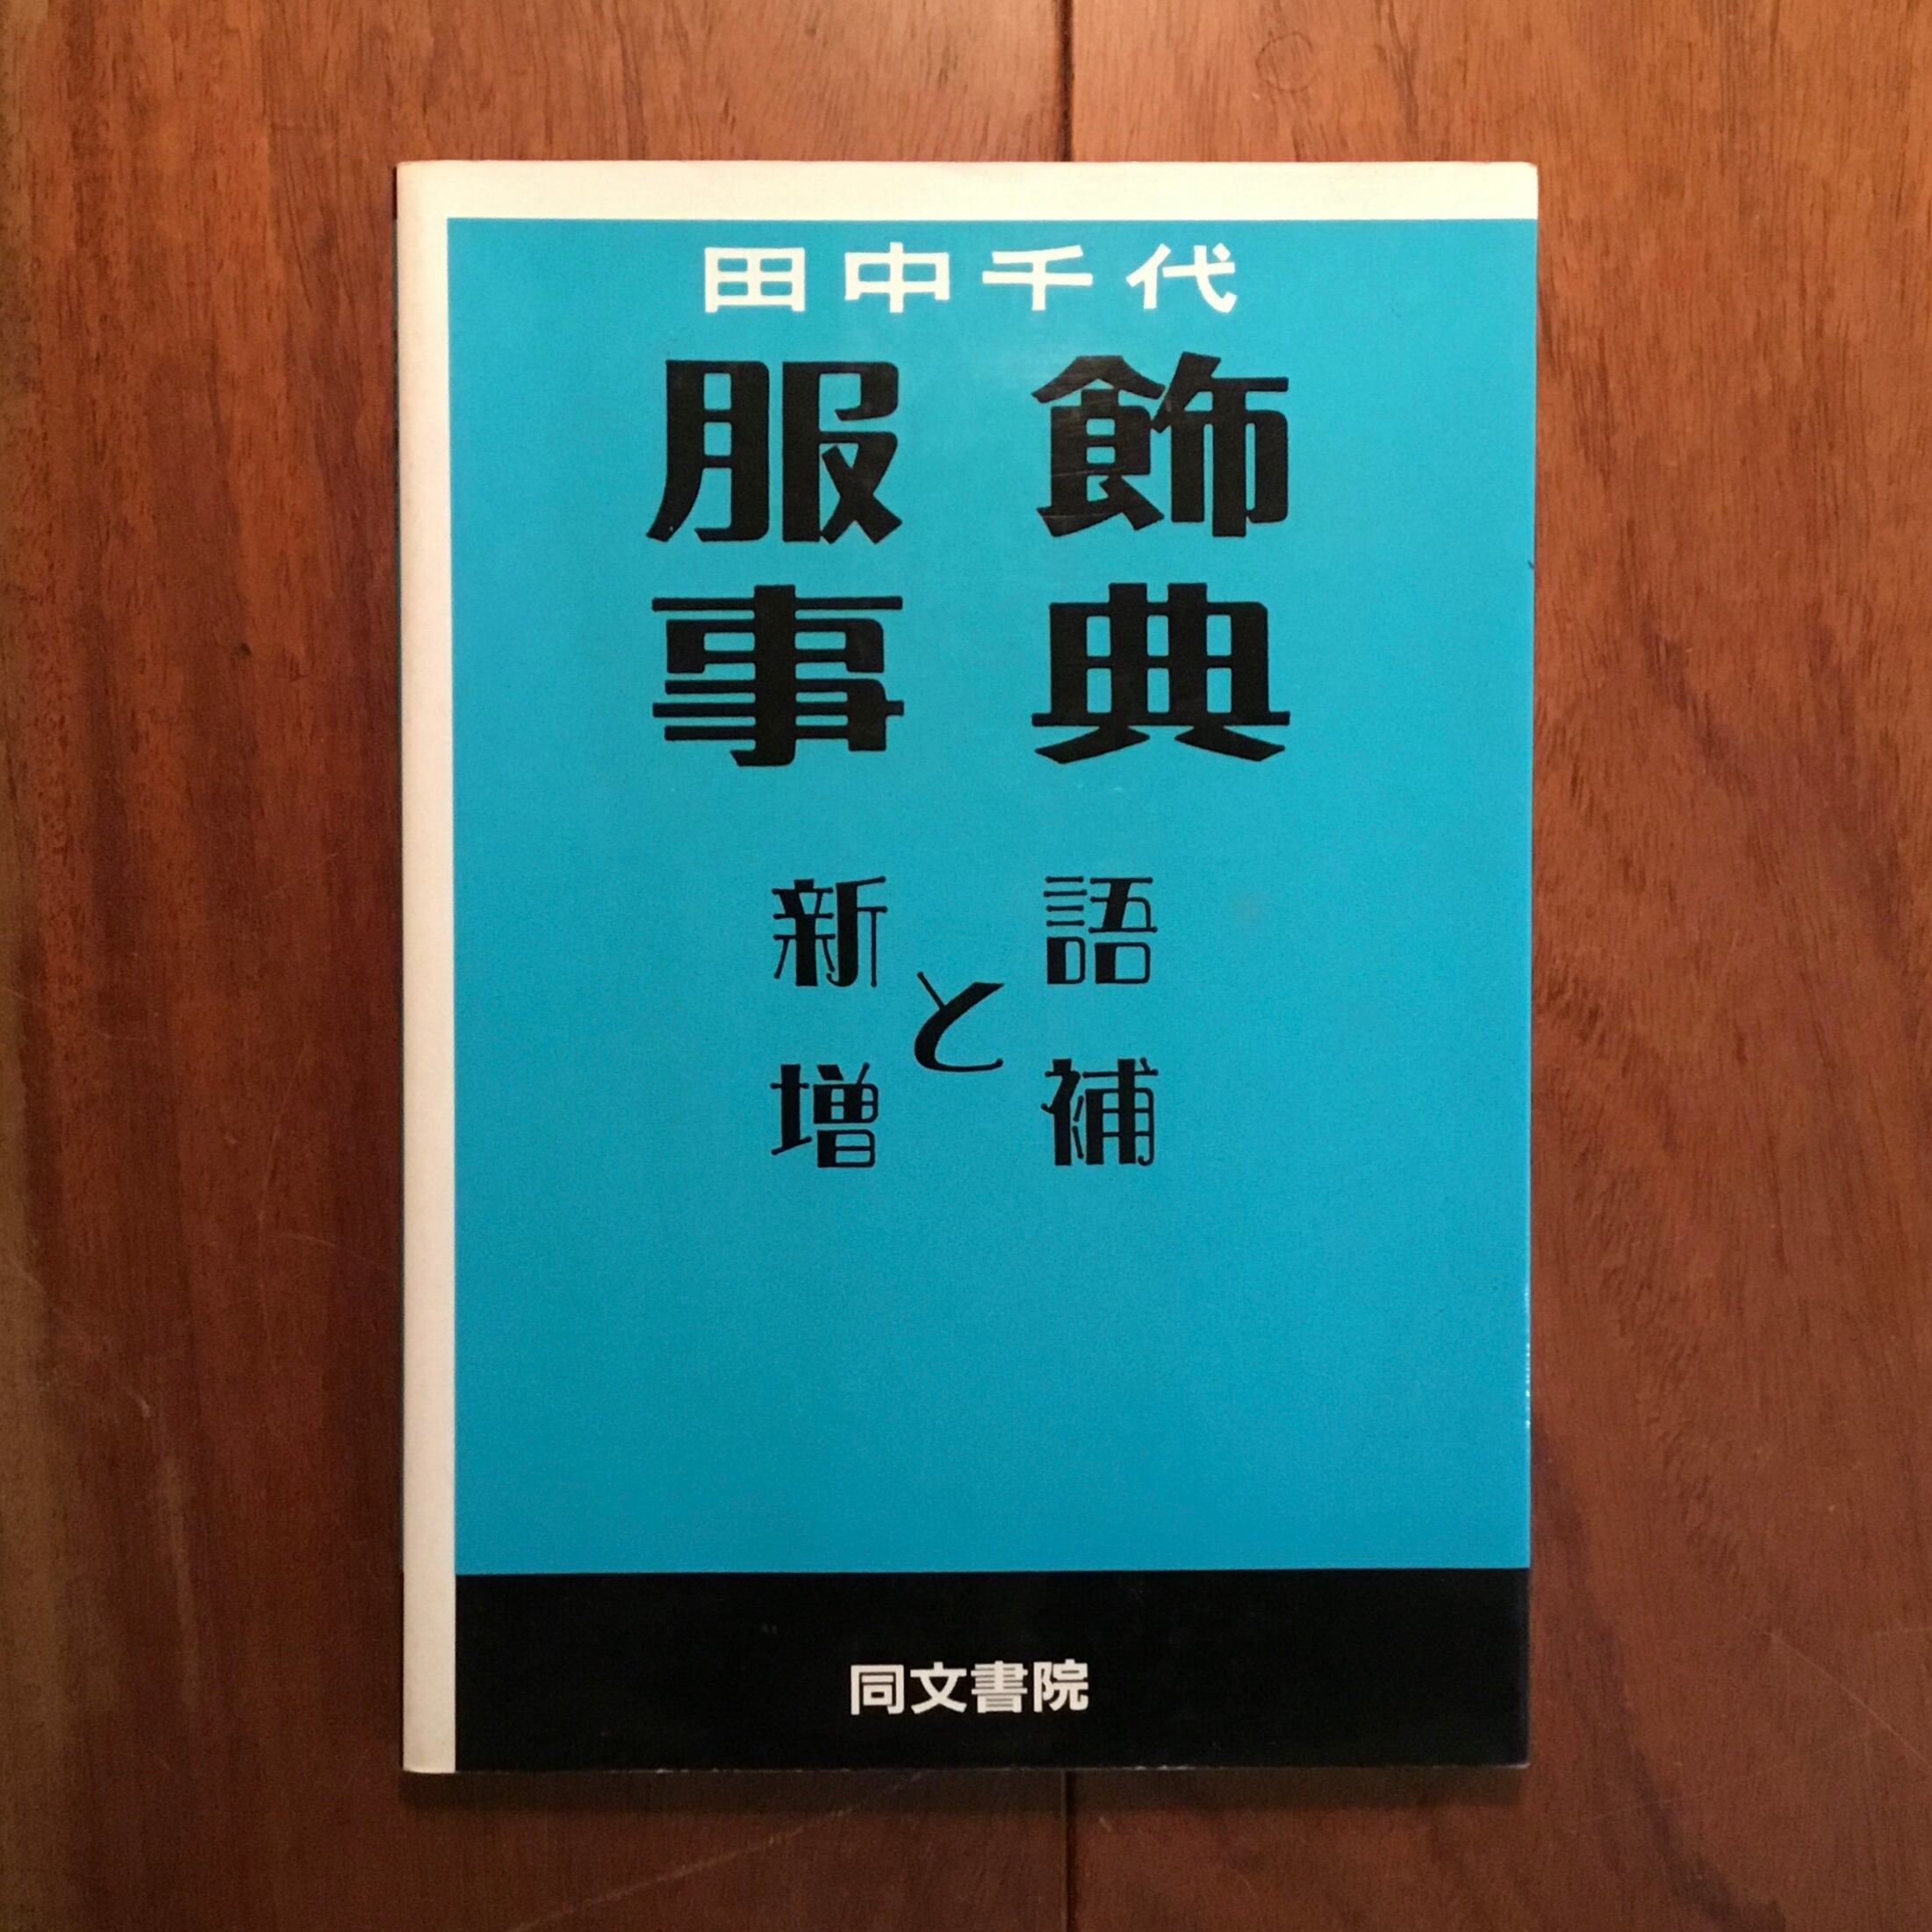 田中千代
服飾
事典
新語
と
増補
同文書院